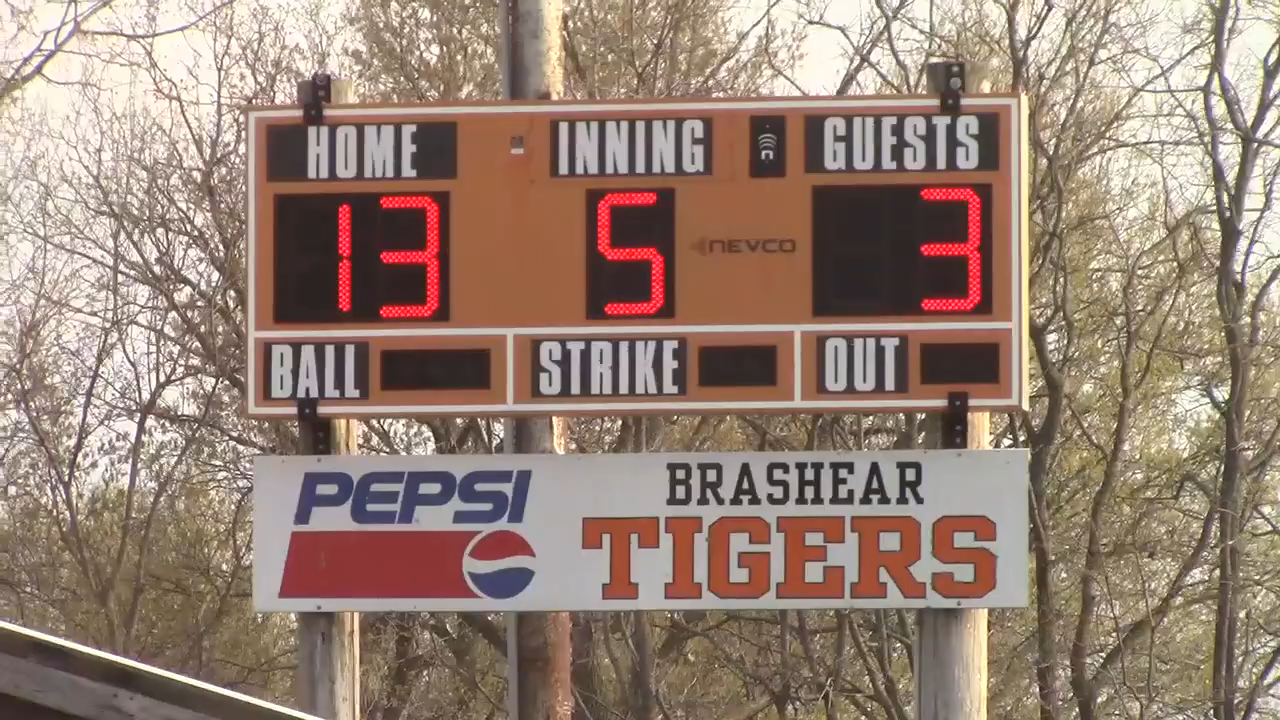 HOME INNING GUESTS
13 5 3
NEVCO
BALL STRIKE OUT
PEPSI BRASHEAR
TIGERS